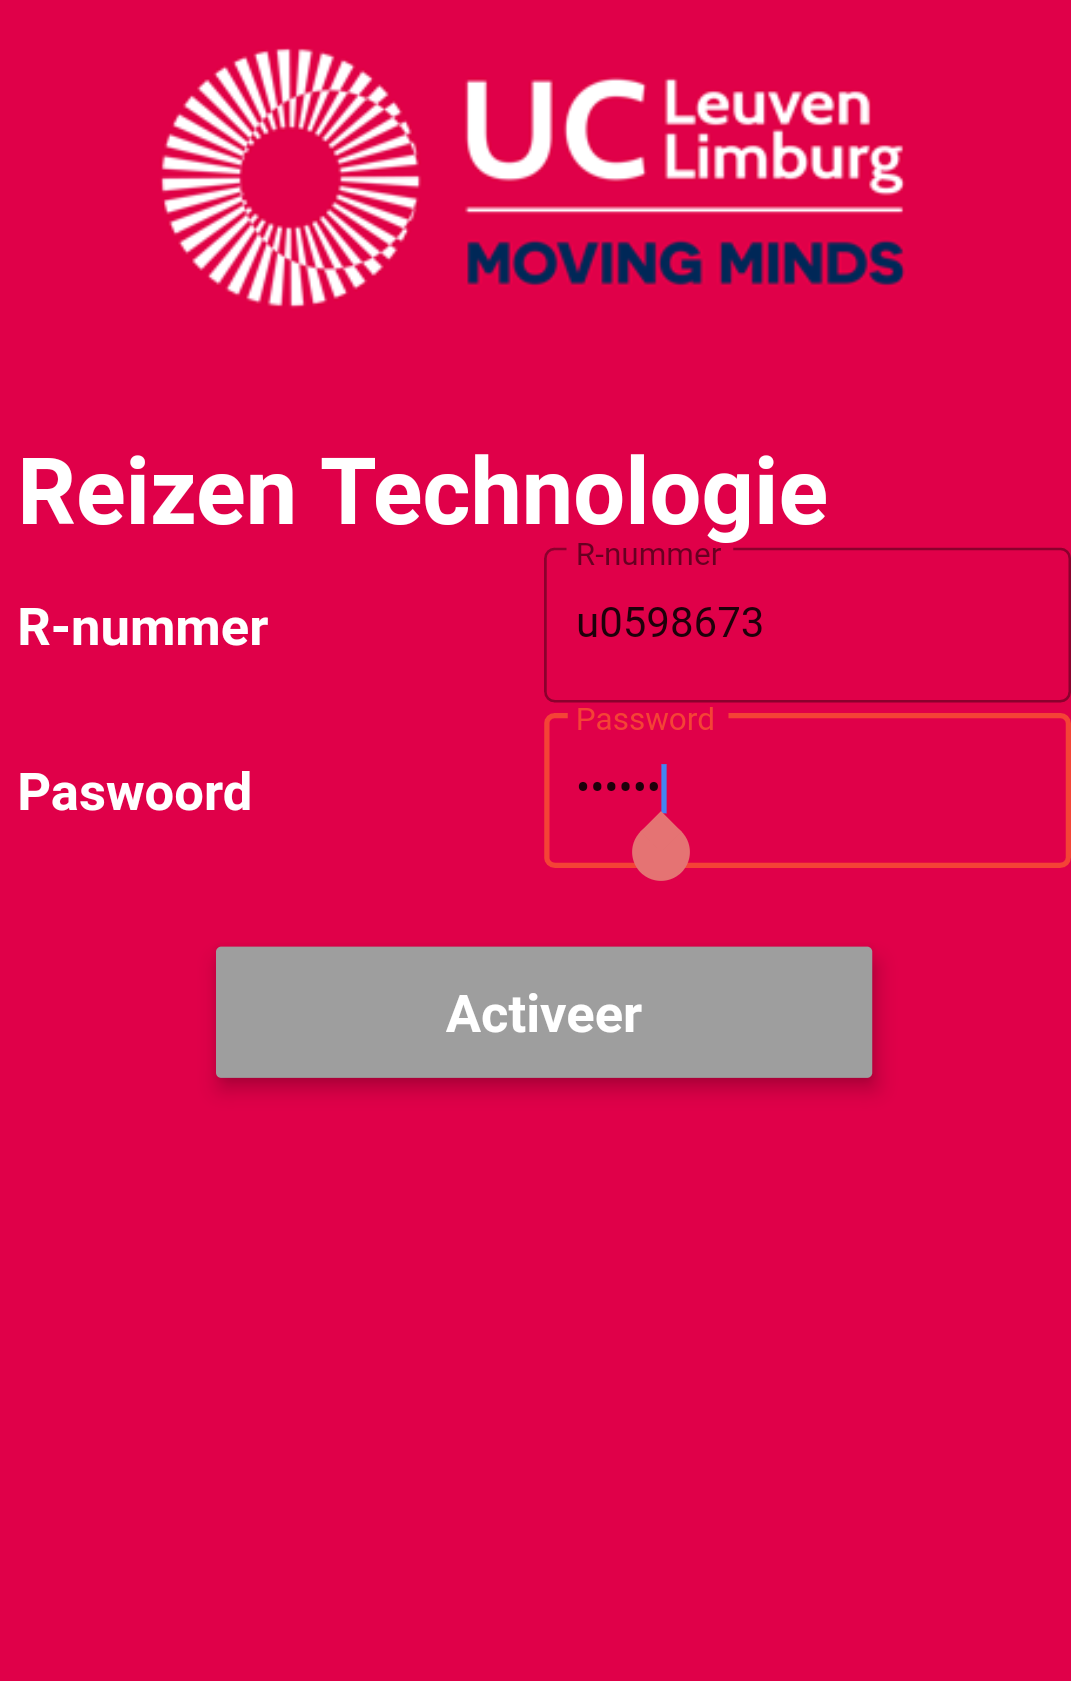 UC Leuven
Limburg
MOVING MINDS
Reizen Technologie
R-nummer
R-nummer
u0598673
Password
Paswoord
••••••
Activeer